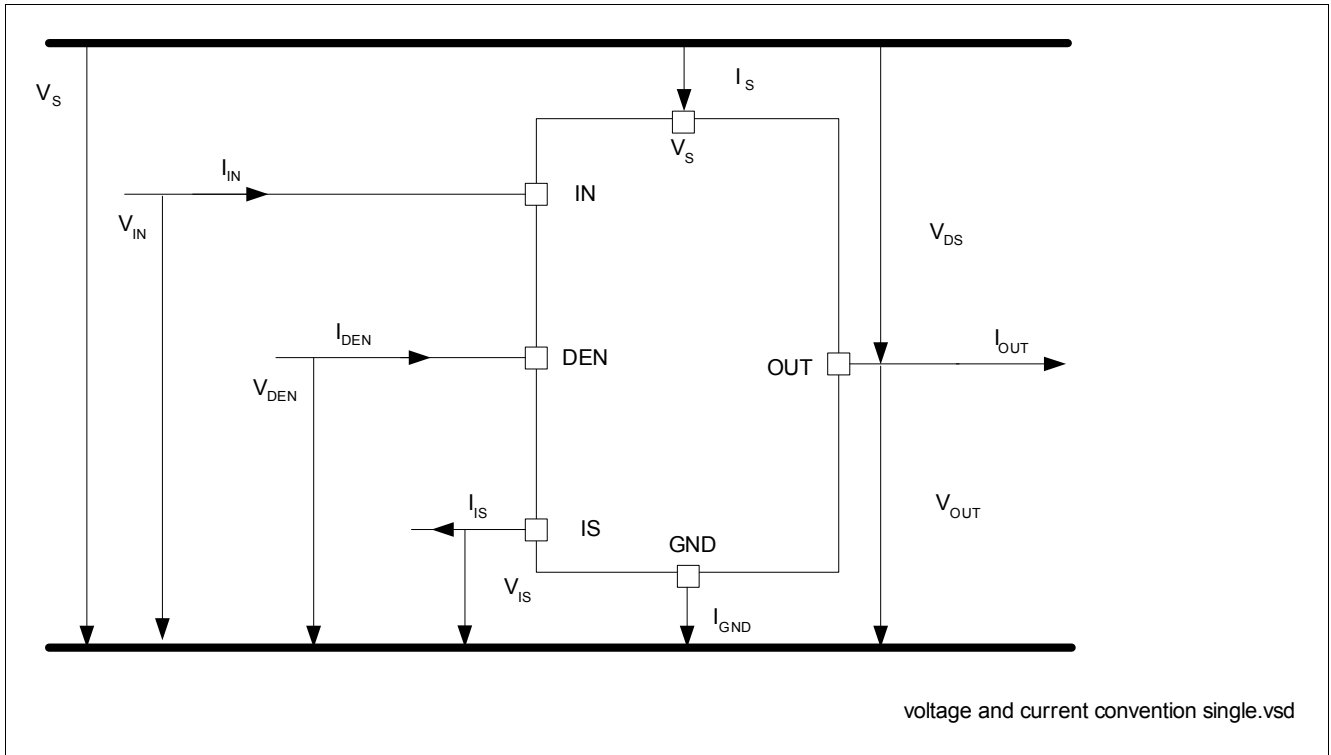 V_S
I_S
V_S
I_IN
IN
V_IN
V_DS
I_DEN
DEN
I_OUT
OUT
V_DEN
I_IS
IS
V_OUT
GND
V_IS
I_GND
voltage and current convention single.vsd